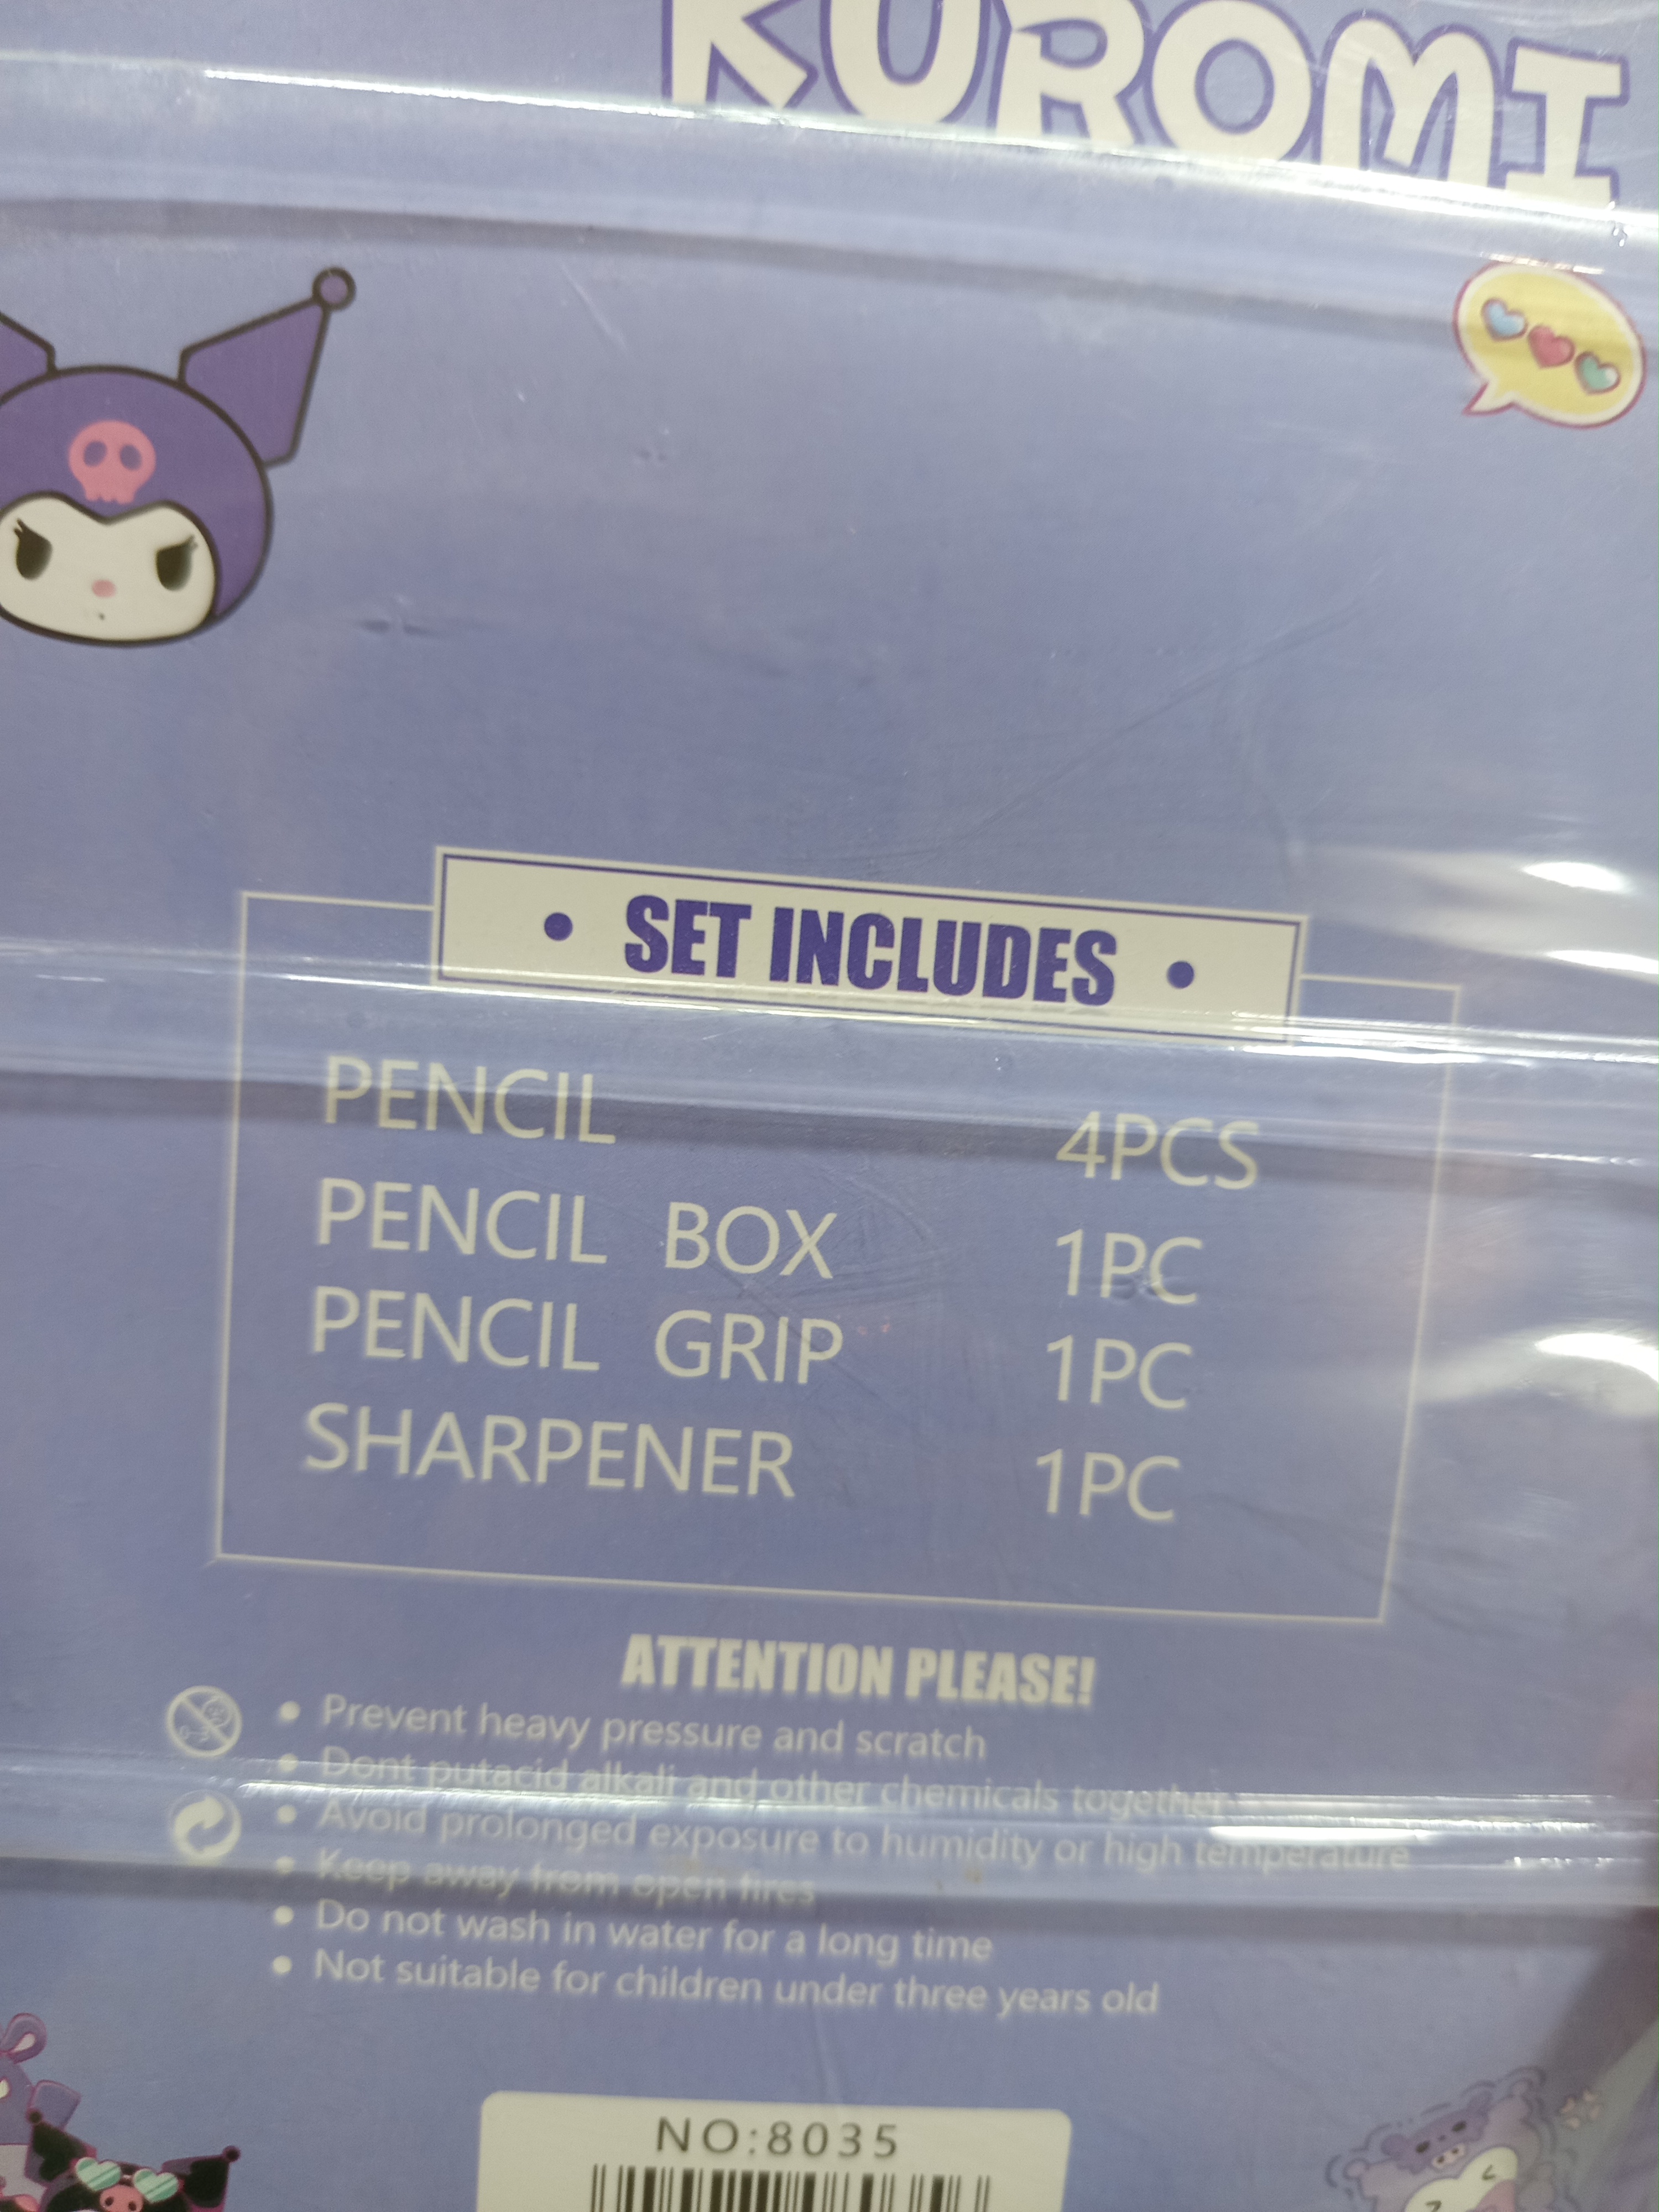 KUROMI
• SET INCLUDES •
PENCIL 4PCS
PENCIL BOX 1PC
PENCIL GRIP 1PC
SHARPENER 1PC
ATTENTION PLEASE!
• Prevent heavy pressure and scratch
• Dont putacid alkali and other chemicals together
• Avoid prolonged exposure to humidity or high temperature
• Keep away from open fires
• Do not wash in water for a long time
• Not suitable for children under three years old
0-3
NO:8035